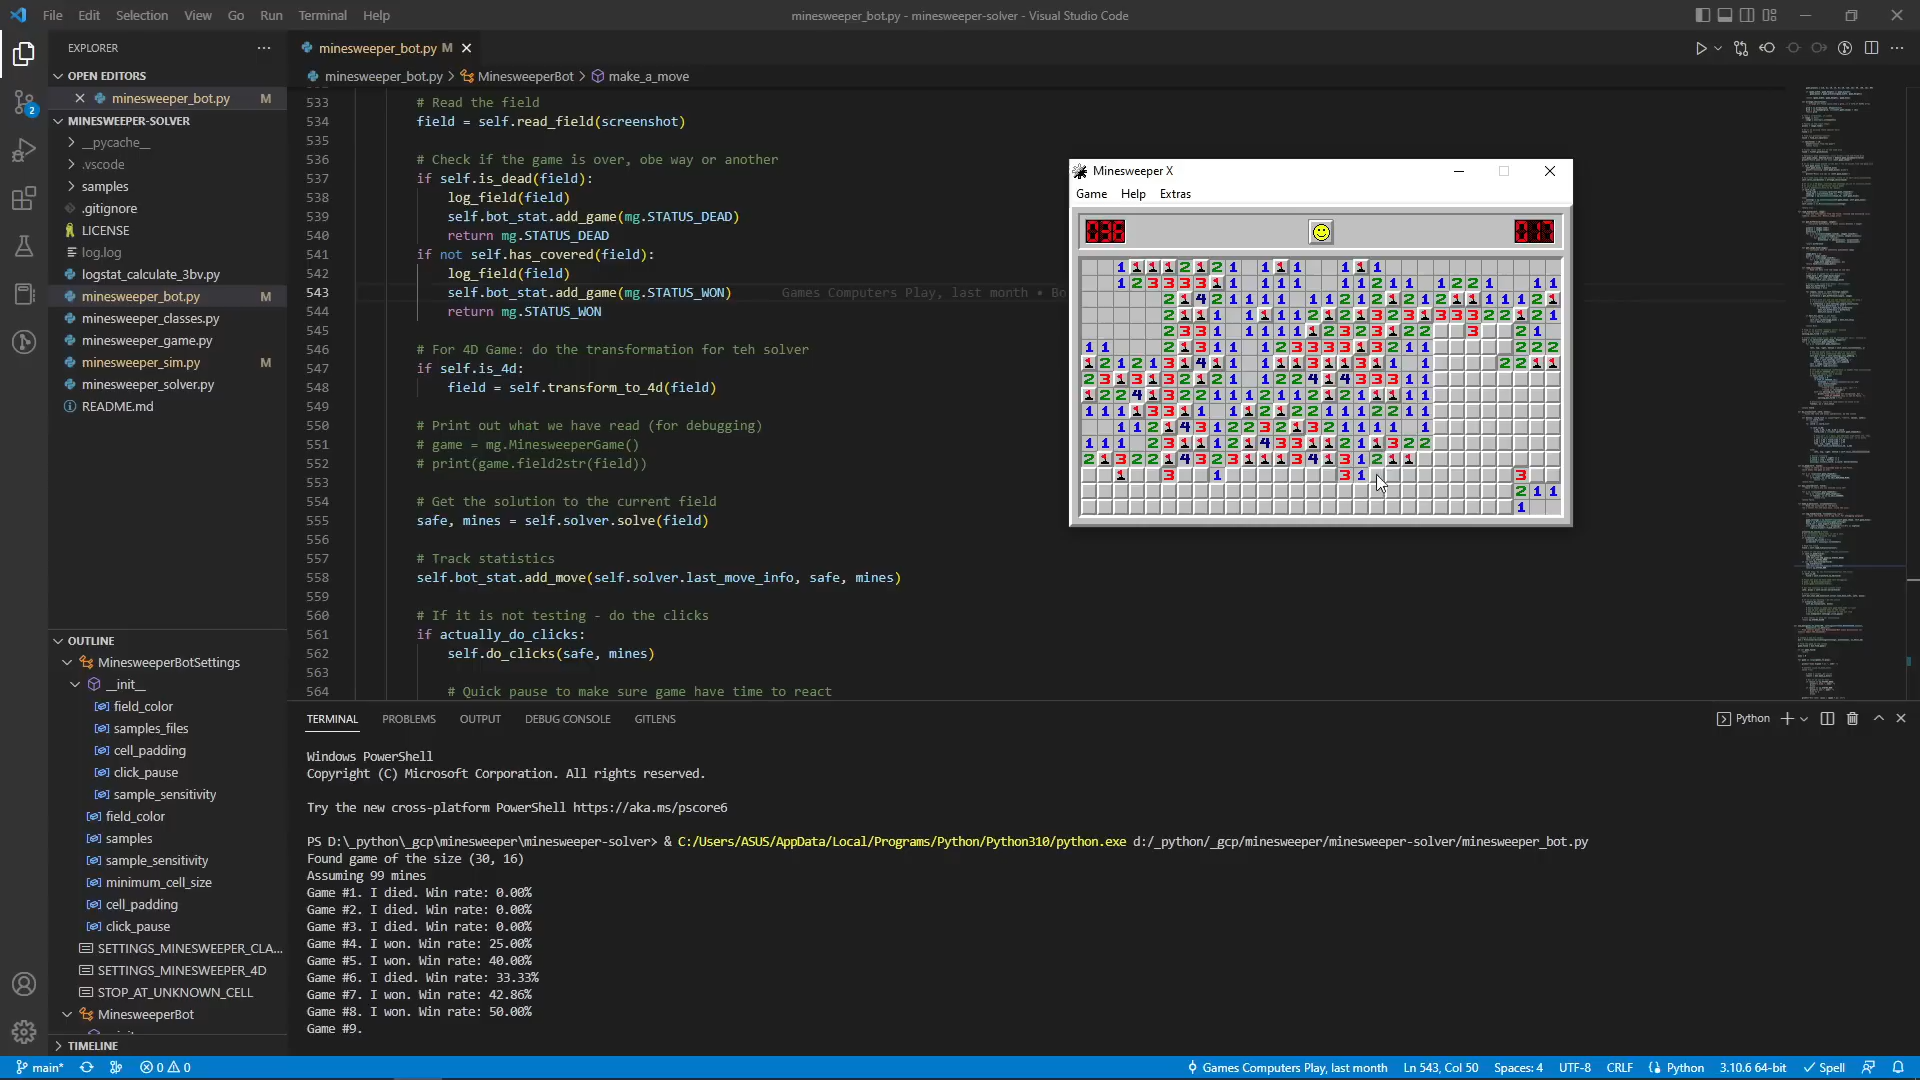 File Edit Selection View Go Run Terminal Help
minesweeper_bot.py - minesweeper-solver - Visual Studio Code
EXPLORER
OPEN EDITORS
minesweeper_bot.py M
MINESWEEPER-SOLVER
__pycache__
.vscode
samples
.gitignore
LICENSE
log.log
logstat_calculate_3bv.py
minesweeper_bot.py M
minesweeper_classes.py
minesweeper_game.py
minesweeper_sim.py M
minesweeper_solver.py
README.md
OUTLINE
MinesweeperBotSettings
__init__
field_color
samples_files
cell_padding
click_pause
sample_sensitivity
field_color
samples
sample_sensitivity
minimum_cell_size
cell_padding
click_pause
SETTINGS_MINESWEEPER_CLA...
SETTINGS_MINESWEEPER_4D
STOP_AT_UNKNOWN_CELL
MinesweeperBot
TIMELINE
2
minesweeper_bot.py M
minesweeper_bot.py > MinesweeperBot > make_a_move
533 # Read the field
534 field = self.read_field(screenshot)
535
536 # Check if the game is over, obe way or another
537 if self.is_dead(field):
538 log_field(field)
539 self.bot_stat.add_game(mg.STATUS_DEAD)
540 return mg.STATUS_DEAD
541 if not self.has_covered(field):
542 log_field(field)
543 self.bot_stat.add_game(mg.STATUS_WON) Games Computers Play, last month • Bo
544 return mg.STATUS_WON
545
546 # For 4D Game: do the transformation for teh solver
547 if self.is_4d:
548 field = self.transform_to_4d(field)
549
550 # Print out what we have read (for debugging)
551 # game = mg.MinesweeperGame()
552 # print(game.field2str(field))
553
554 # Get the solution to the current field
555 safe, mines = self.solver.solve(field)
556
557 # Track statistics
558 self.bot_stat.add_move(self.solver.last_move_info, safe, mines)
559
560 # If it is not testing - do the clicks
561 if actually_do_clicks:
562 self.do_clicks(safe, mines)
563
564 # Quick pause to make sure game have time to react
Minesweeper X
Game Help Extras
036
017
TERMINAL PROBLEMS OUTPUT DEBUG CONSOLE GITLENS
Python
Windows PowerShell
Copyright (C) Microsoft Corporation. All rights reserved.
Try the new cross-platform PowerShell https://aka.ms/pscore6
PS D:\_python\_gcp\minesweeper\minesweeper-solver> & C:/Users/ASUS/AppData/Local/Programs/Python/Python310/python.exe d:/_python/_gcp/minesweeper/minesweeper-solver/minesweeper_bot.py
Found game of the size (30, 16)
Assuming 99 mines
Game #1. I died. Win rate: 0.00%
Game #2. I died. Win rate: 0.00%
Game #3. I died. Win rate: 0.00%
Game #4. I won. Win rate: 25.00%
Game #5. I won. Win rate: 40.00%
Game #6. I died. Win rate: 33.33%
Game #7. I won. Win rate: 42.86%
Game #8. I won. Win rate: 50.00%
Game #9.
main* 0 0 Games Computers Play, last month Ln 543, Col 50 Spaces: 4 UTF-8 CRLF Python 3.10.6 64-bit Spell